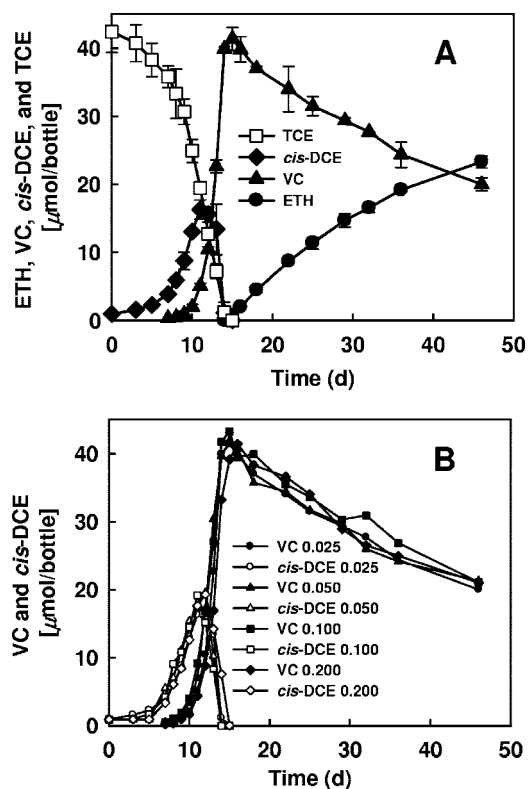 A
ETH, VC, cis-DCE, and TCE
[μmol/bottle]
50
40
30
20
10
0
TCE
cis-DCE
VC
ETH
0 10 20 30 40 50
Time (d)
B
VC and cis-DCE
[μmol/bottle]
40
30
20
10
0
VC 0.025
cis-DCE 0.025
VC 0.050
cis-DCE 0.050
VC 0.100
cis-DCE 0.100
VC 0.200
cis-DCE 0.200
0 10 20 30 40 50
Time (d)